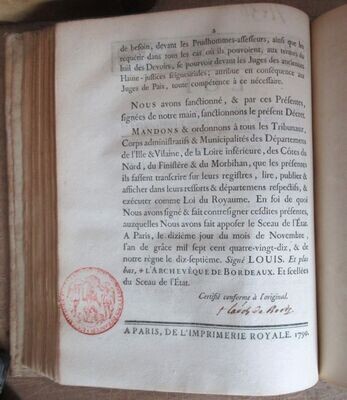 2
de besoin, devant les Prudhommes-assesseurs, ainsi que les
requérir dans tous les cas où ils pouvoient, aux termes du
bail des Devoirs, se pourvoir devant les Juges des anciennes
Haute-justices seigneuriales; attribue en conséquence aux
Juges de Paix, toute compétence à ce nécessaire.
NOUS avons sanctionné, & par ces Présentes,
signées de notre main, sanctionnons le présent Décret.
MANDONS & ordonnons à tous les Tribunaux,
Corps administratifs & Municipalités des Départemens
de l'Ille & Vilaine, de la Loire inférieure, des Côtes du
Nord, du Finistère & du Morbihan, que les présentes
ils fassent transcrire sur leurs registres, lire, publier &
afficher dans leurs ressorts & départemens respectifs, &
exécuter comme Loi du Royaume. En foi de quoi
Nous avons signé & fait contresigner cesdites présentes,
auxquelles Nous avons fait apposer le Sceau de l'État.
A Paris, le dixième jour du mois de Novembre,
l'an de grâce mil sept cent quatre-vingt-dix, & de
notre règne le dix-septième. Signé LOUIS. Et plus
bas, + L'ARCHEVÊQUE DE BORDEAUX. Et scellées
du Sceau de l'État.
Certifié conforme à l'original.
A PARIS, DE L'IMPRIMERIE ROYALE. 1790.